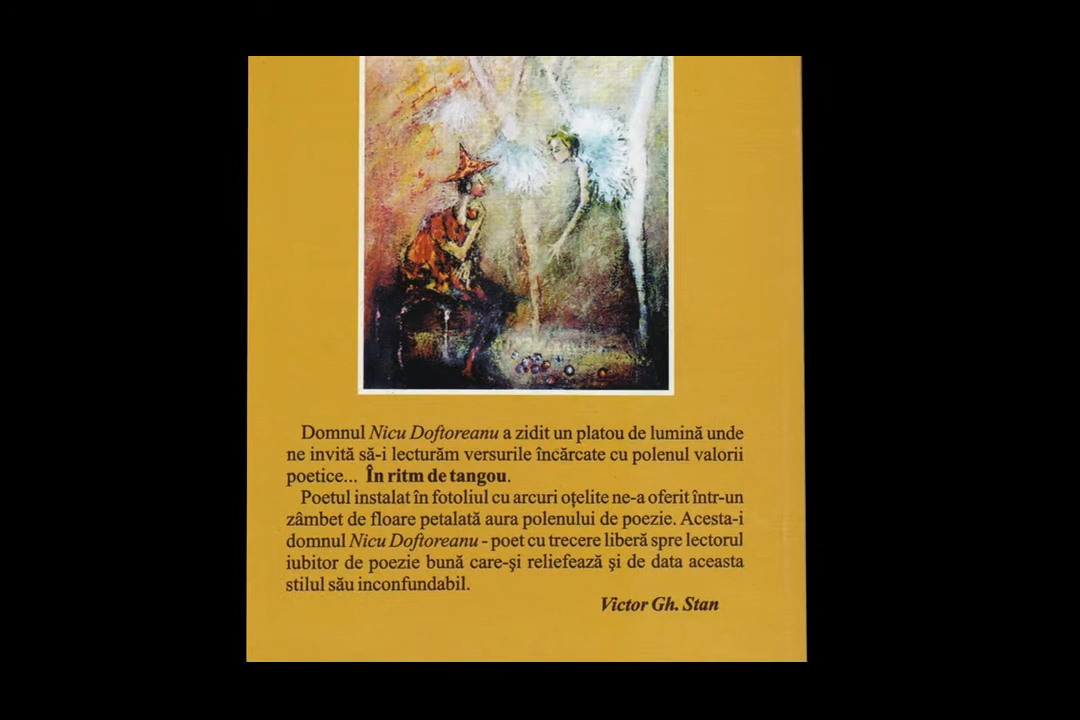 Domnul Nicu Doftoreanu a zidit un platou de lumină unde
ne invită să-i lecturăm versurile încărcate cu polenul valorii
poetice... În ritm de tangou.
Poetul instalat în fotoliul cu arcuri oțelite ne-a oferit într-un
zâmbet de floare petalată aura polenului de poezie. Acesta-i
domnul Nicu Doftoreanu - poet cu trecere liberă spre lectorul
iubitor de poezie bună care-şi reliefează şi de data aceasta
stilul său inconfundabil.
Victor Gh. Stan